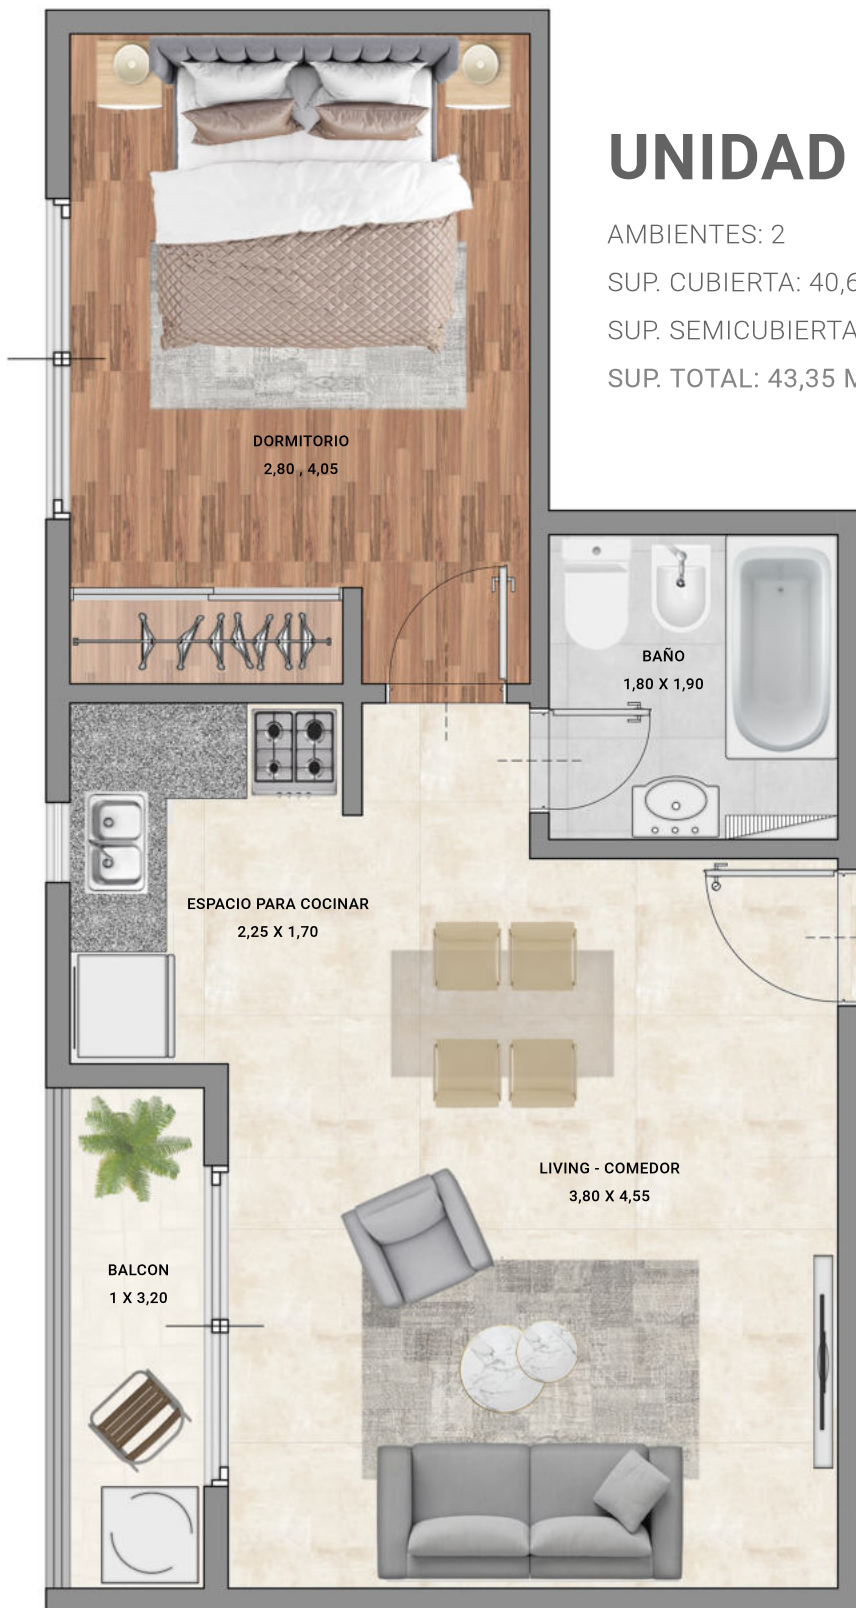 UNIDAD
AMBIENTES: 2
SUP. CUBIERTA: 40,6
SUP. SEMICUBIERTA
SUP. TOTAL: 43,35 M
DORMITORIO
2,80 , 4,05
BAÑO
1,80 X 1,90
ESPACIO PARA COCINAR
2,25 X 1,70
LIVING - COMEDOR
3,80 X 4,55
BALCON
1 X 3,20